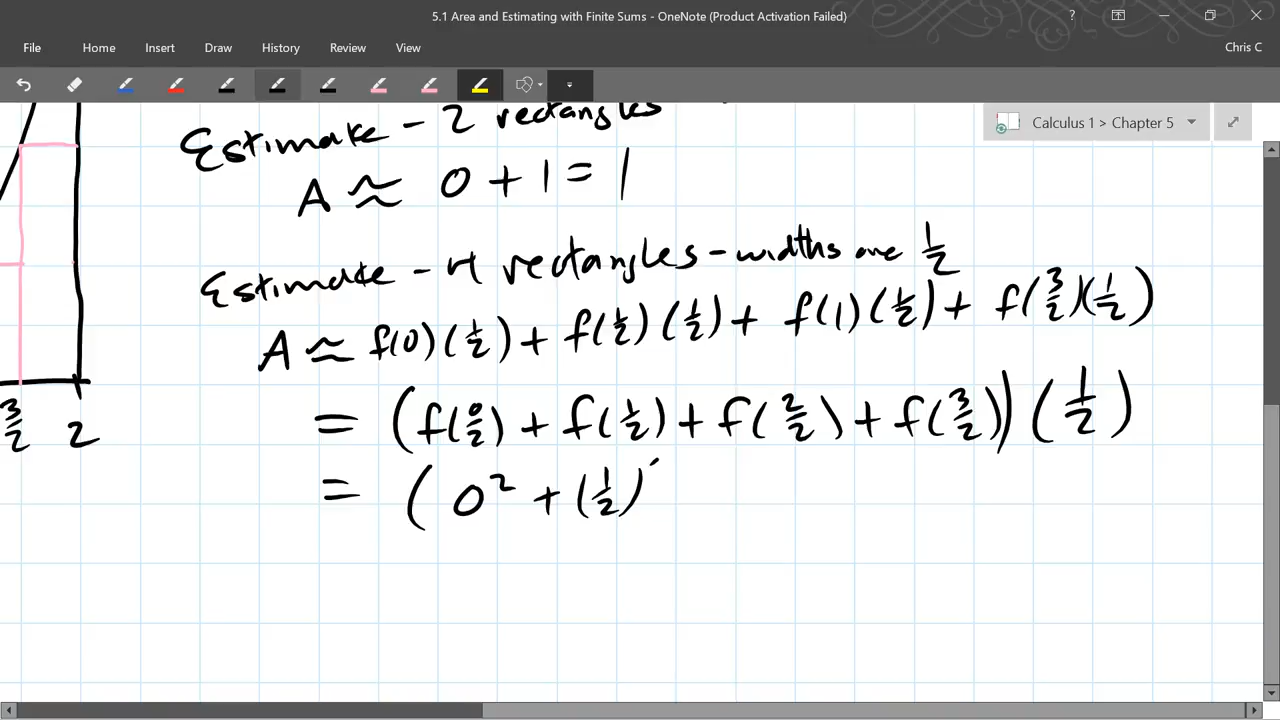 5.1 Area and Estimating with Finite Sums - OneNote (Product Activation Failed)
?
File Home Insert Draw History Review View Chris C
Calculus 1 > Chapter 5
Estimate - 2 rectangles
A ≈ 0 + 1 = 1
Estimate - 4 rectangles - widths are 1/2
A ≈ f(0)(1/2) + f(1/2)(1/2) + f(1)(1/2) + f(3/2)(1/2)
= (f(0/2) + f(1/2) + f(2/2) + f(3/2))(1/2)
3/2 2
= ( 0² + (1/2)